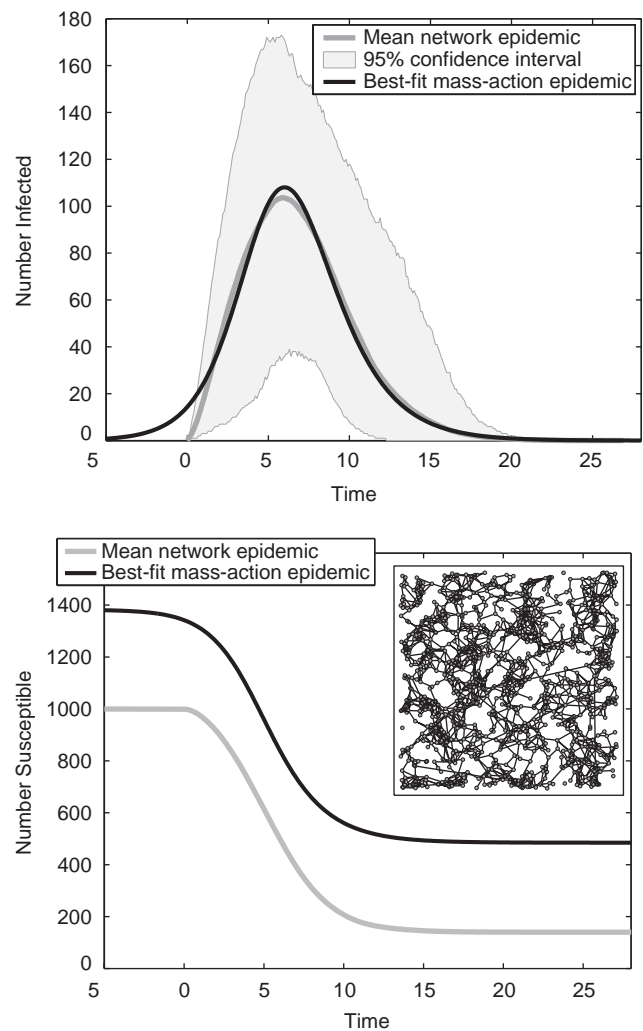 180
160
140
120
100
80
60
40
20
0
Number Infected
Mean network epidemic
95% confidence interval
Best-fit mass-action epidemic
5 0 5 10 15 20 25
Time
Mean network epidemic
Best-fit mass-action epidemic
1400
1200
1000
800
600
400
200
0
Number Susceptible
5 0 5 10 15 20 25
Time